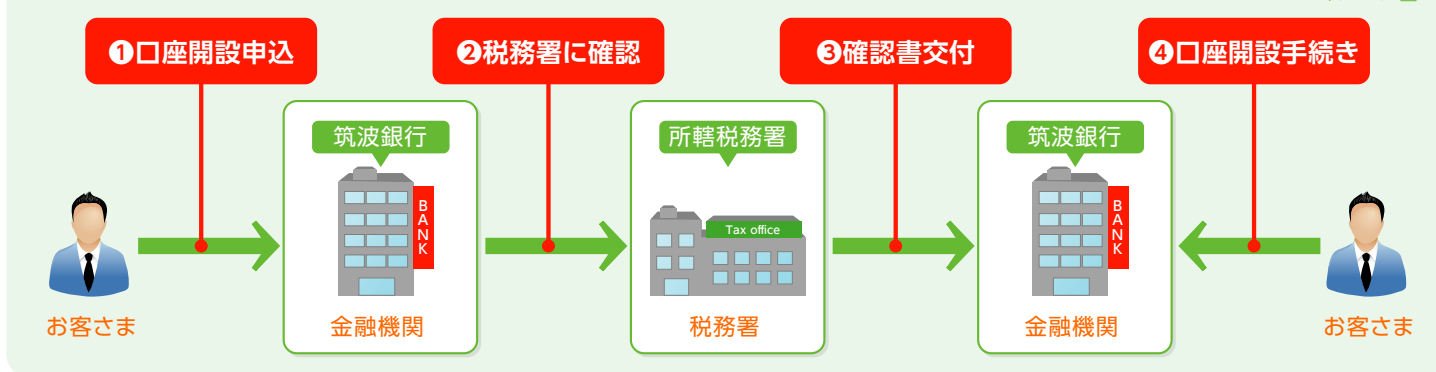 ❶口座開設申込
❷税務署に確認
❸確認書交付
❹口座開設手続き
筑波銀行
所轄税務署
筑波銀行
BANK
Tax office
BANK
お客さま
金融機関
税務署
金融機関
お客さま